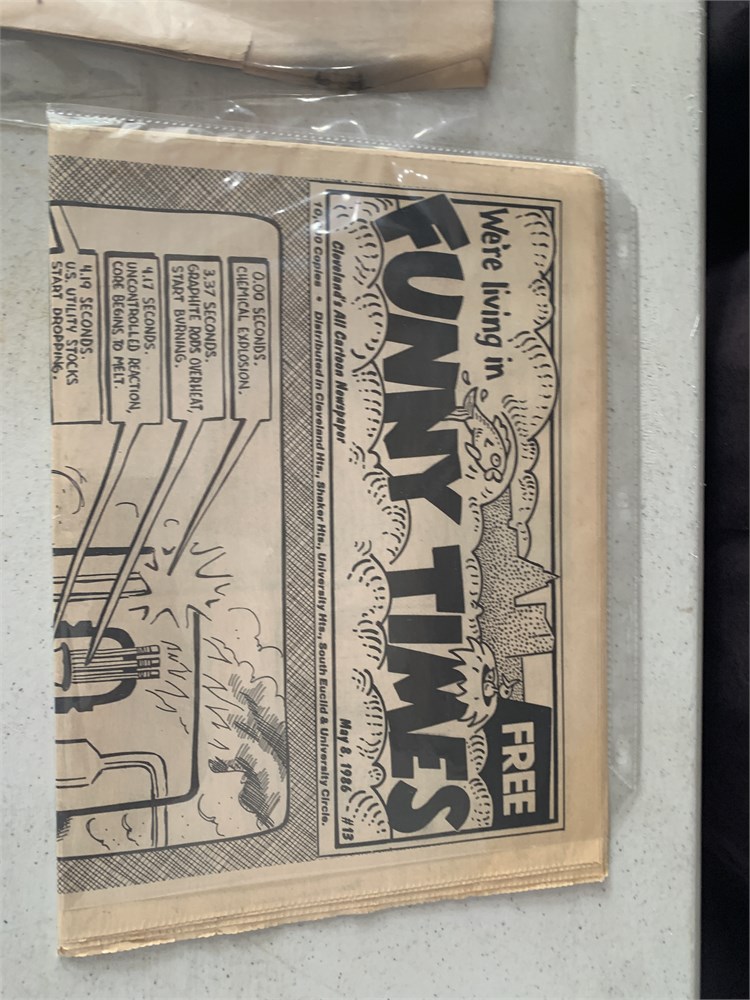 We're living in
FUNNY TIMES
FREE
Cleveland's All Cartoon Newspaper
May 8, 1986 #13
Copies • Distributed in Cleveland Hts., Shaker Hts., University Hts., South Euclid & University Circle.
0.00 SECONDS.
CHEMICAL EXPLOSION.
3.37 SECONDS.
GRAPHITE RODS OVERHEAT,
START BURNING.
4.17 SECONDS.
UNCONTROLLED REACTION,
CORE BEGINS TO MELT.
4.19 SECONDS.
U.S. UTILITY STOCKS
START DROPPING.